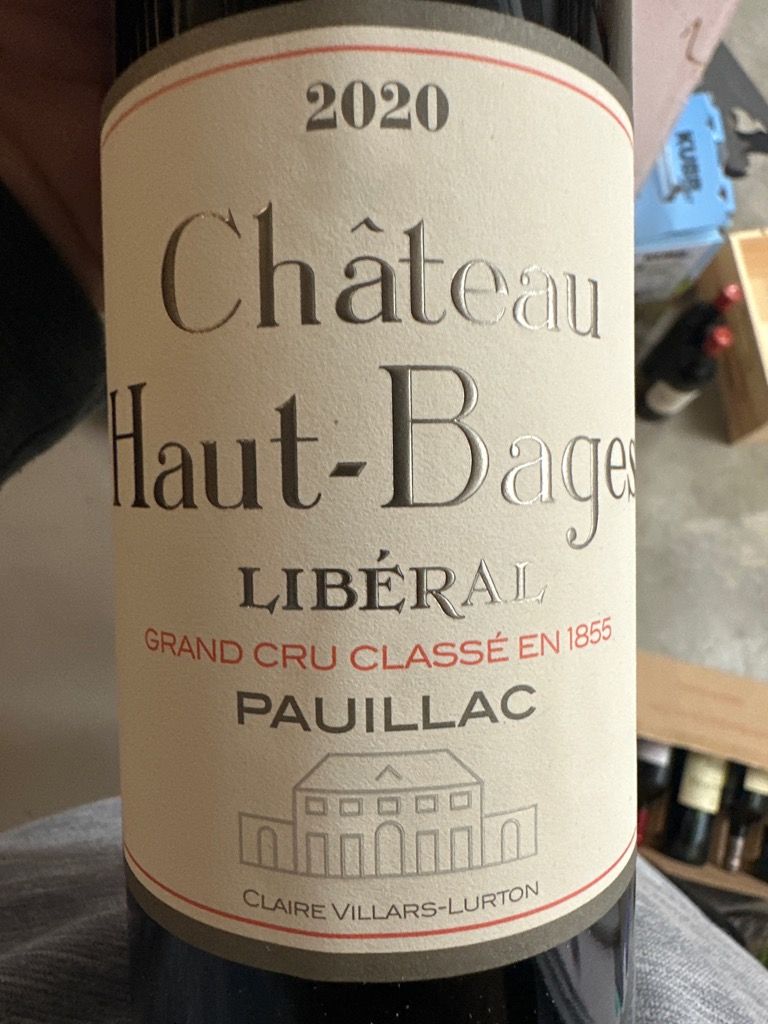 2020
Château
Haut-Bages
LIBÉRAL
GRAND CRU CLASSÉ EN 1855
PAUILLAC
CLAIRE VILLARS-LURTON